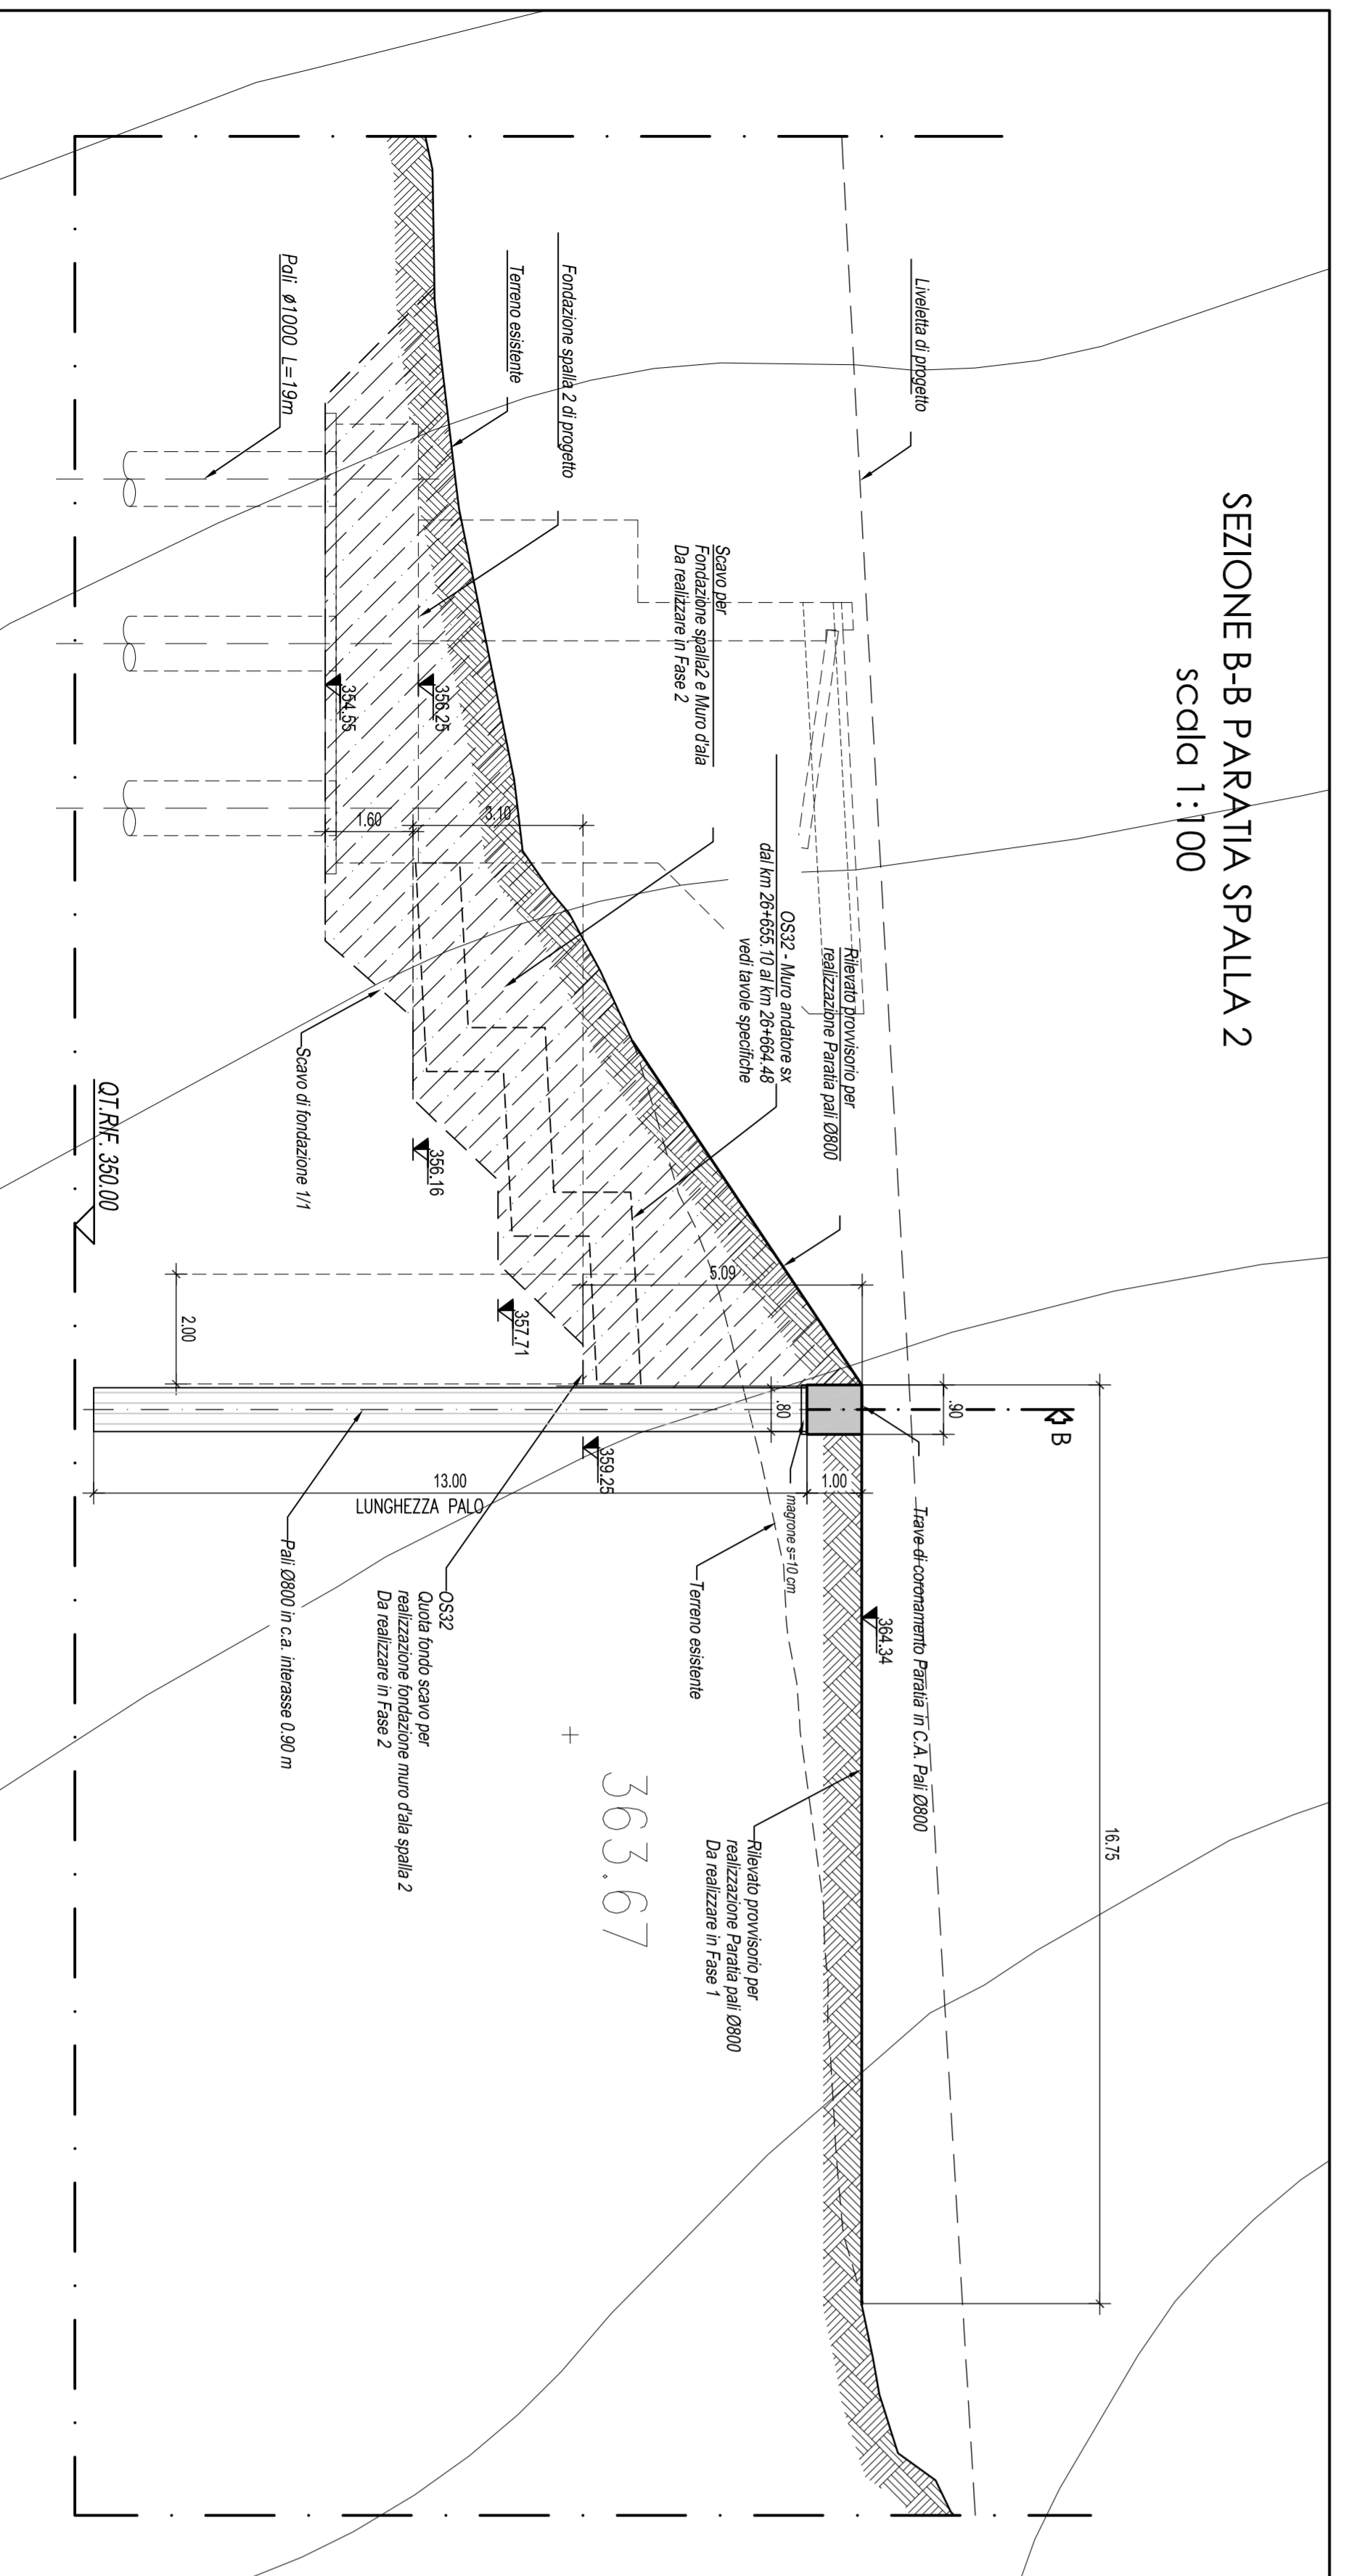 SEZIONE B-B PARATIA SPALLA 2
scala 1:100
B
16.75
.90
Livelletta di progetto
Trave di coronamento Paratia in C.A. Pali Ø800
364.34
Rilevato provvisorio per
realizzazione Paratia pali Ø800
1.00
magrone s=10 cm
.80
OS32 - Muro andatore sx
dal km 26+655.10 al km 26+664.48
vedi tavole specifiche
Rilevato provvisorio per
realizzazione Paratia pali Ø800
Da realizzare in Fase 1
Scavo per
Fondazione spalla2 e Muro d'ala
Da realizzare in Fase 2
5.09
Terreno esistente
363.67
359.25
Fondazione spalla 2 di progetto
Terreno esistente
3.10
357.71
13.00
LUNGHEZZA PALO
356.25
356.16
OS32
Quota fondo scavo per
realizzazione fondazione muro d'ala spalla 2
Da realizzare in Fase 2
1.60
354.55
Pali ø1000 L=19m
Scavo di fondazione 1/1
Pali Ø800 in c.a. interasse 0.90 m
2.00
QT.RIF. 350.00